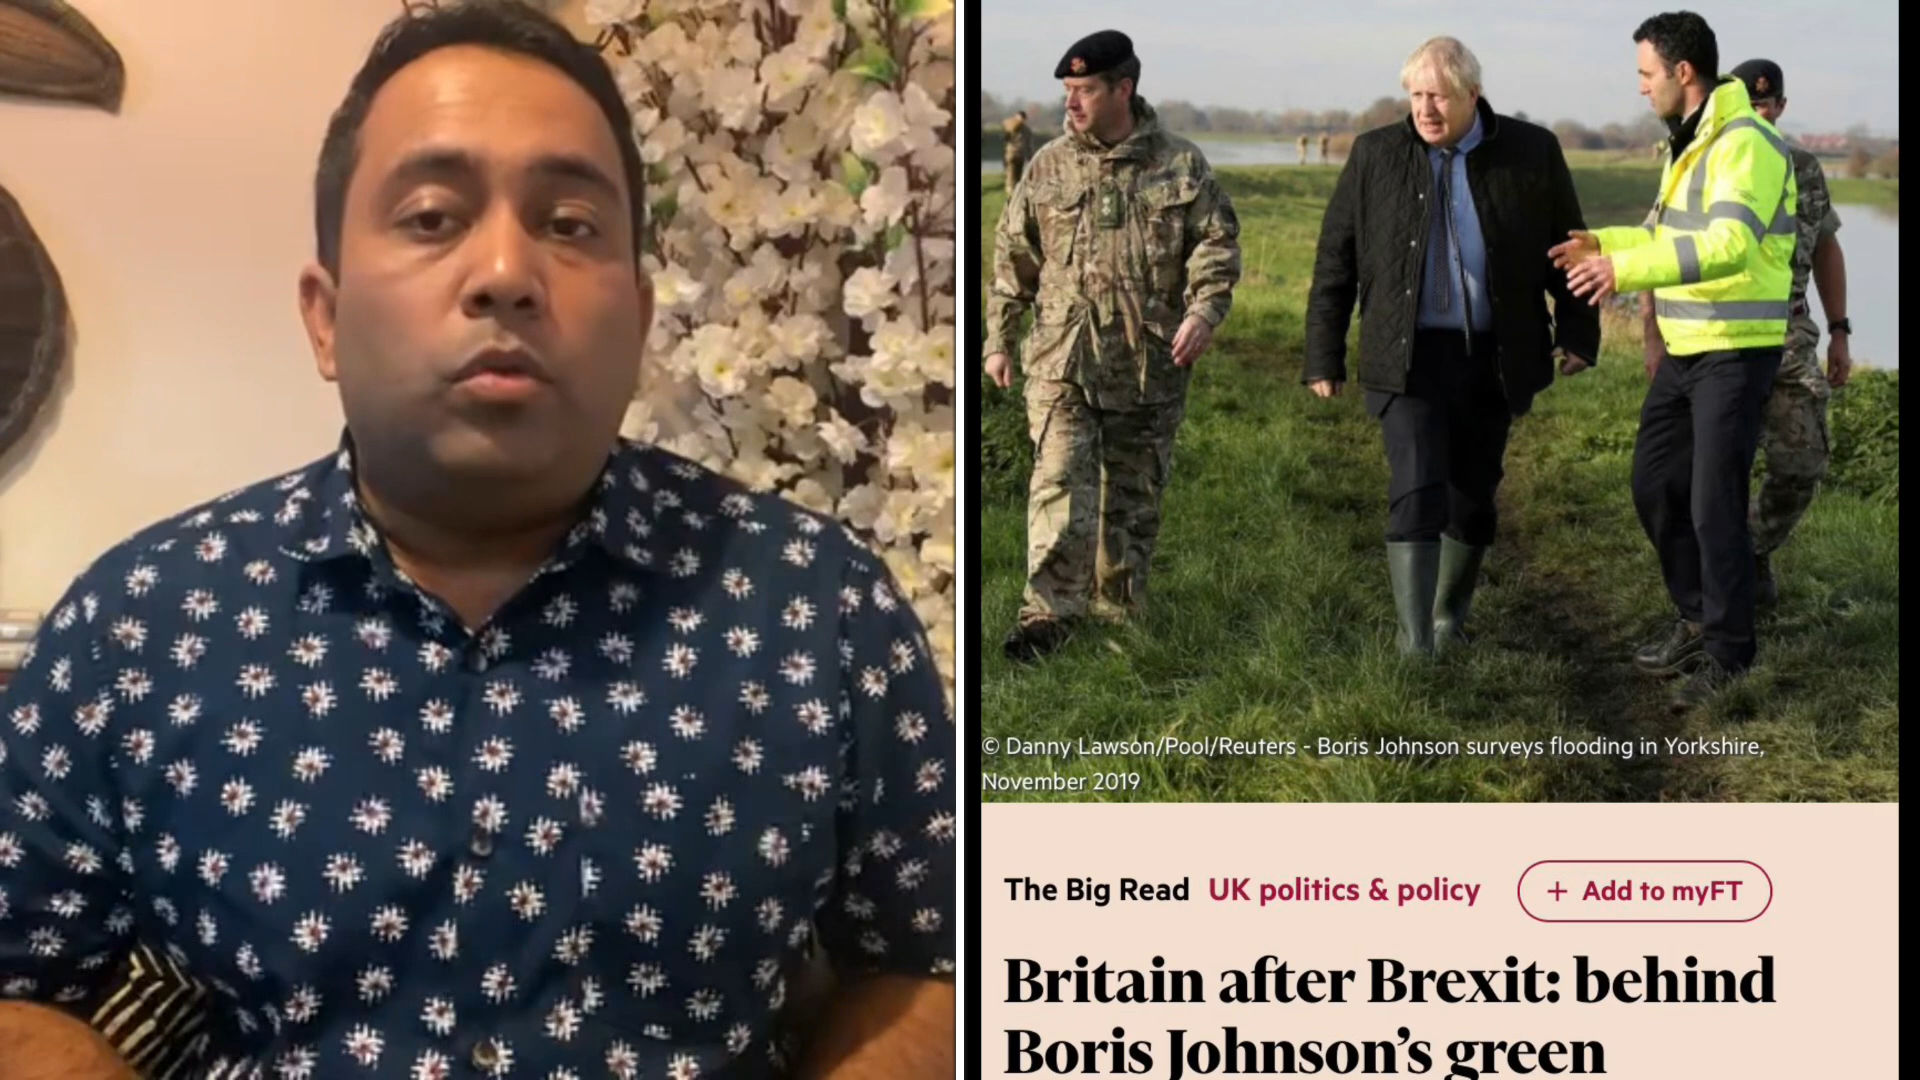 © Danny Lawson/Pool/Reuters - Boris Johnson surveys flooding in Yorkshire,
November 2019
The Big Read UK politics & policy + Add to myFT
Britain after Brexit: behind
Boris Johnson's green